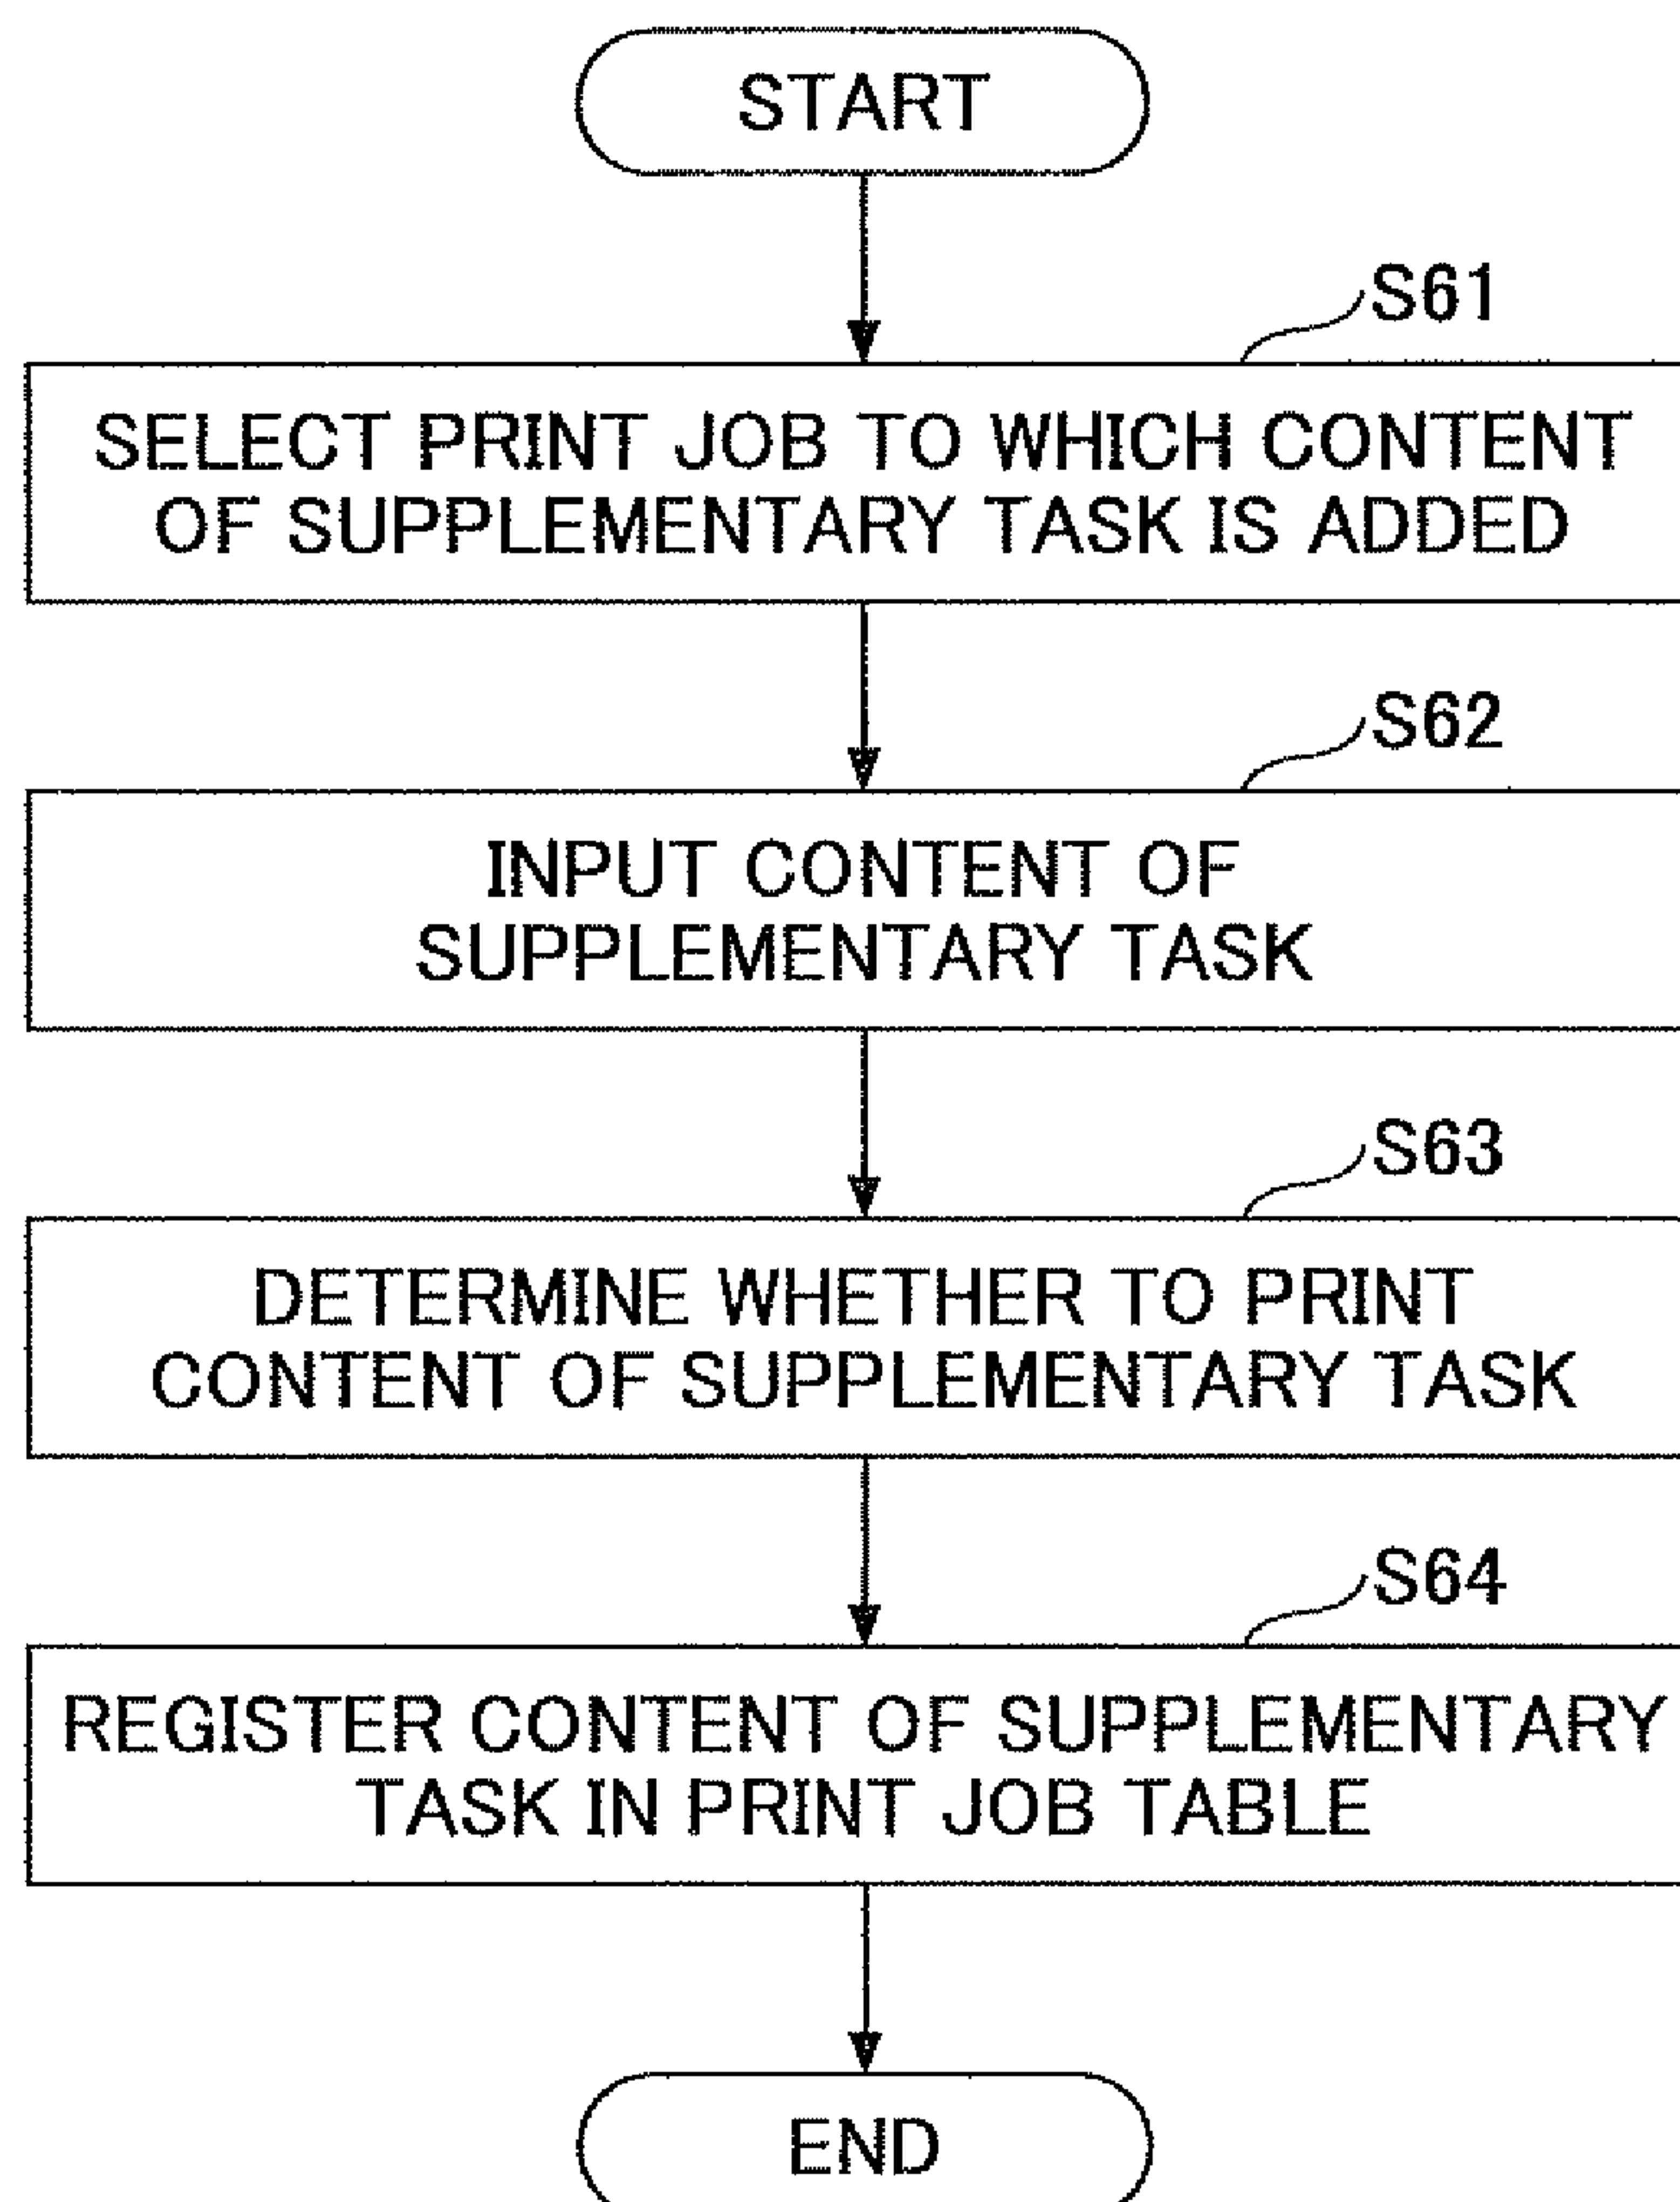 START
S61
SELECT PRINT JOB TO WHICH CONTENT
OF SUPPLEMENTARY TASK IS ADDED
S62
INPUT CONTENT OF
SUPPLEMENTARY TASK
S63
DETERMINE WHETHER TO PRINT
CONTENT OF SUPPLEMENTARY TASK
S64
REGISTER CONTENT OF SUPPLEMENTARY
TASK IN PRINT JOB TABLE
END